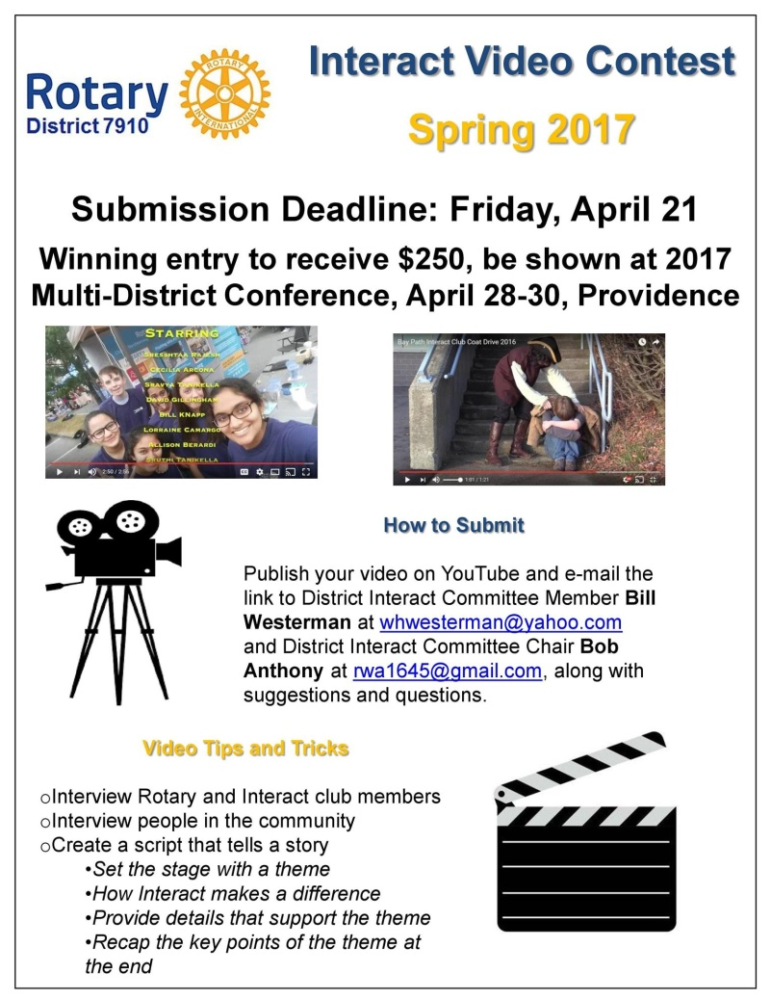 Interact Video Contest
Rotary
District 7910
ROTARY
INTERNATIONAL
Spring 2017
Submission Deadline: Friday, April 21
Winning entry to receive $250, be shown at 2017
Multi-District Conference, April 28-30, Providence
STARRING
CECILIA ARCONA
SRAVYA TANIKELLA
DAVID GILLINGHAM
BILL KNAPP
LORRAINE CAMARGO
ALLISON BERARDI
SRUTHI TANIKELLA
2:50 / 2:56
Bay Path Interact Club Coat Drive 2016
1:01 / 1:21
How to Submit
Publish your video on YouTube and e-mail the
link to District Interact Committee Member Bill
Westerman at whwesterman@yahoo.com
and District Interact Committee Chair Bob
Anthony at rwa1645@gmail.com, along with
suggestions and questions.
Video Tips and Tricks
oInterview Rotary and Interact club members
oInterview people in the community
oCreate a script that tells a story
•Set the stage with a theme
•How Interact makes a difference
•Provide details that support the theme
•Recap the key points of the theme at
the end